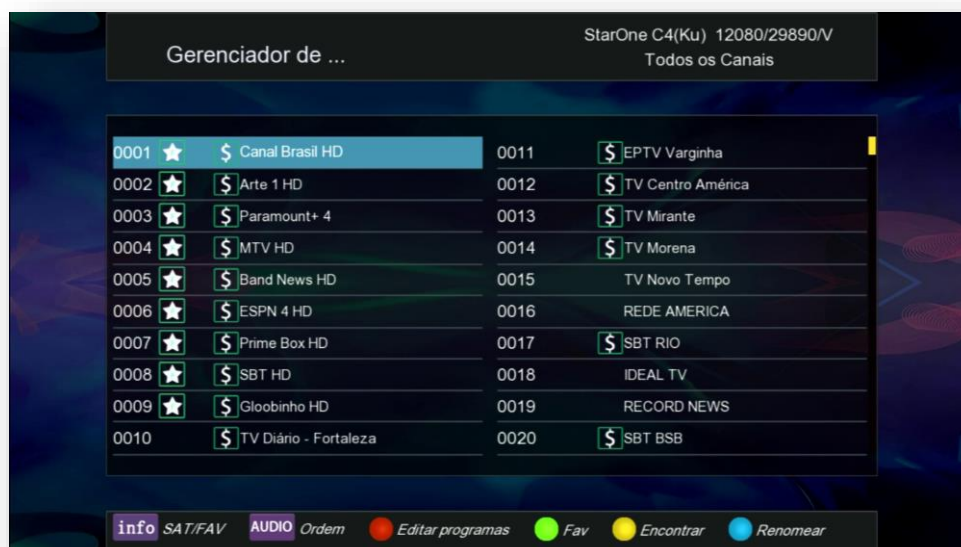 Gerenciador de ...
StarOne C4(Ku) 12080/29890/V
Todos os Canais
0001 $ Canal Brasil HD
0002 $ Arte 1 HD
0003 $ Paramount+ 4
0004 $ MTV HD
0005 $ Band News HD
0006 $ ESPN 4 HD
0007 $ Prime Box HD
0008 $ SBT HD
0009 $ Gloobinho HD
0010 $ TV Diário - Fortaleza
0011 $ EPTV Varginha
0012 $ TV Centro América
0013 $ TV Mirante
0014 $ TV Morena
0015 TV Novo Tempo
0016 REDE AMERICA
0017 $ SBT RIO
0018 IDEAL TV
0019 RECORD NEWS
0020 $ SBT BSB
info SAT/FAV AUDIO Ordem Editar programas Fav Encontrar Renomear